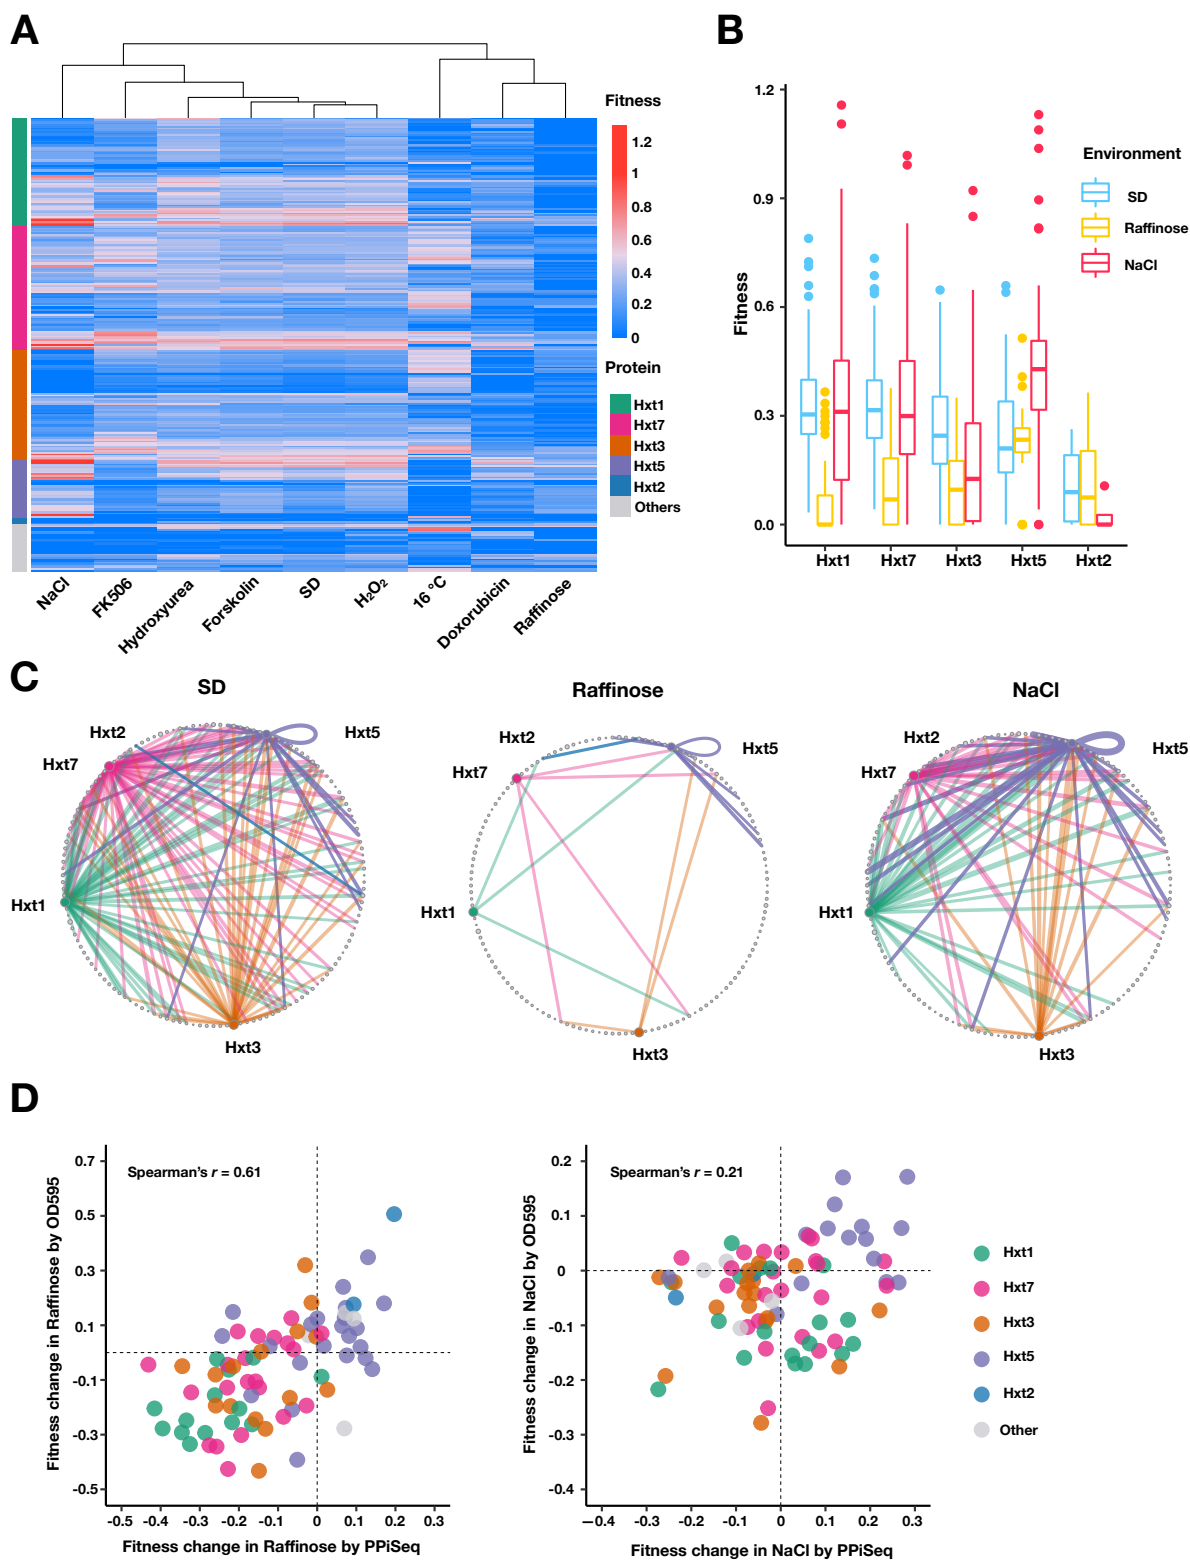 A
Fitness
1.2
1
0.8
0.6
0.4
0.2
0
Protein
Hxt1
Hxt7
Hxt3
Hxt5
Hxt2
Others
NaCl
FK506
Hydroxyurea
Forskolin
SD
H₂O₂
16 °C
Doxorubicin
Raffinose
B
Fitness
1.2
0.9
0.6
0.3
0.0
Hxt1
Hxt7
Hxt3
Hxt5
Hxt2
Environment
SD
Raffinose
NaCl
C
SD
Hxt2
Hxt5
Hxt7
Hxt1
Hxt3
Raffinose
Hxt2
Hxt5
Hxt7
Hxt1
Hxt3
NaCl
Hxt2
Hxt5
Hxt7
Hxt1
Hxt3
D
Fitness change in Raffinose by OD595
0.7
0.5
0.3
0.1
-0.1
-0.3
-0.5
Spearman's r = 0.61
-0.5 -0.4 -0.3 -0.2 -0.1 0 0.1 0.2 0.3
Fitness change in Raffinose by PPiSeq
Fitness change in NaCl by OD595
0.2
0.1
0
-0.1
-0.2
-0.3
-0.4
Spearman's r = 0.21
−0.4 -0.3 -0.2 -0.1 0 0.1 0.2 0.3
Fitness change in NaCl by PPiSeq
Hxt1
Hxt7
Hxt3
Hxt5
Hxt2
Other